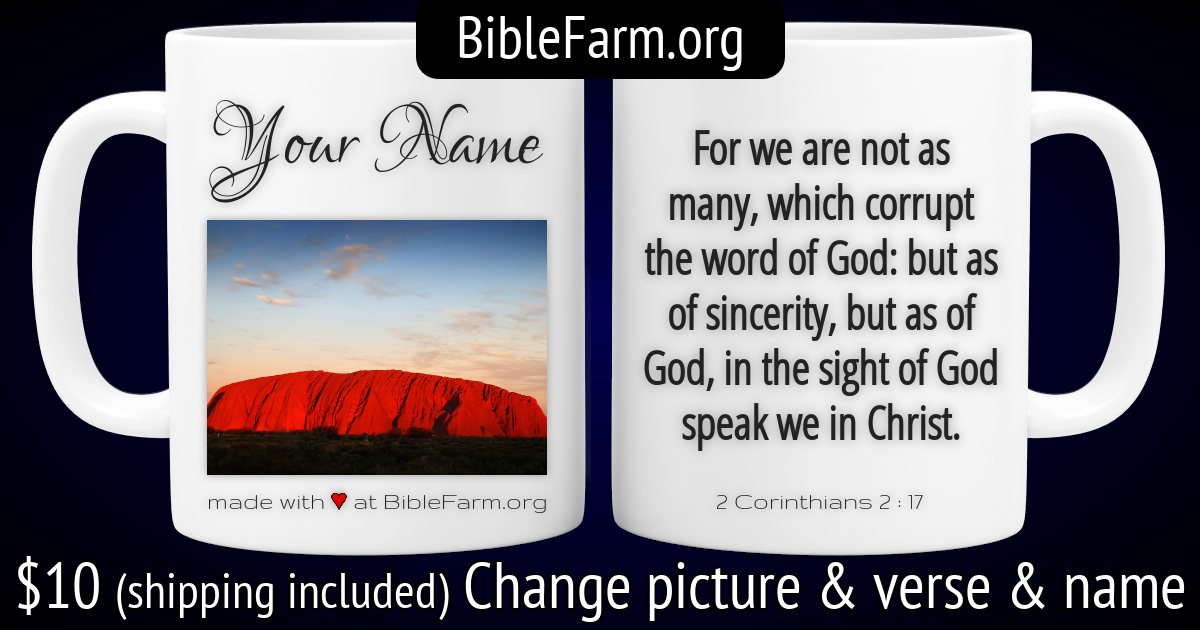 BibleFarm.org
Your Name
made with ♥ at BibleFarm.org
For we are not as
many, which corrupt
the word of God: but as
of sincerity, but as of
God, in the sight of God
speak we in Christ.
2 Corinthians 2 : 17
$10 (shipping included) Change picture & verse & name